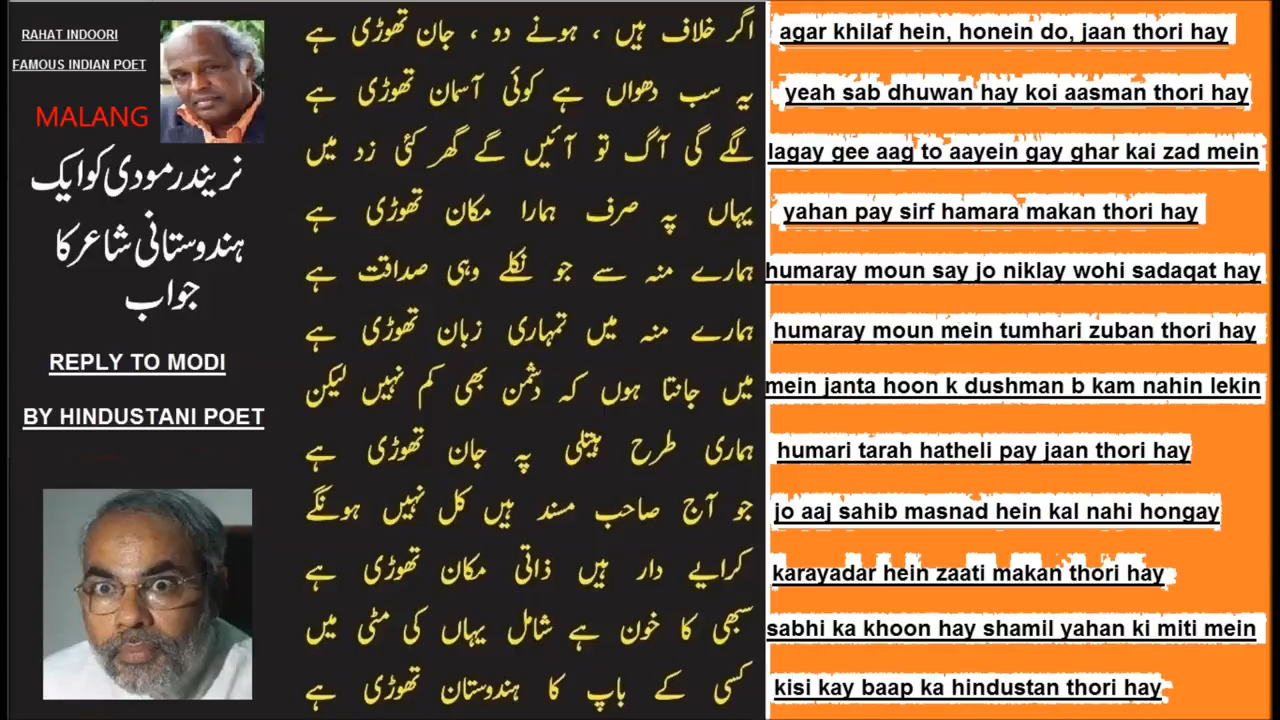 RAHAT INDOORI
FAMOUS INDIAN POET
MALANG
نریندر مودی کو ایک
ہندوستانی شاعر کا
جواب
REPLY TO MODI
BY HINDUSTANI POET
اگر خلاف ہیں ، ہونے دو ، جان تھوڑی ہے
یہ سب دھواں ہے کوئی آسمان تھوڑی ہے
لگے گی آگ تو آئیں گے گھر کئی زد میں
یہاں پہ صرف ہمارا مکان تھوڑی ہے
ہمارے منہ سے جو نکلے وہی صداقت ہے
ہمارے منہ میں تمہاری زبان تھوڑی ہے
میں جانتا ہوں کہ دشمن بھی کم نہیں لیکن
ہماری طرح ہتیلی پہ جان تھوڑی ہے
جو آج صاحب مسند ہیں کل نہیں ہونگے
کرایے دار ہیں ذاتی مکان تھوڑی ہے
سبھی کا خون ہے شامل یہاں کی مٹی میں
کسی کے باپ کا ہندوستان تھوڑی ہے
agar khilaf hein, honein do, jaan thori hay
yeah sab dhuwan hay koi aasman thori hay
lagay gee aag to aayein gay ghar kai zad mein
yahan pay sirf hamara makan thori hay
humaray moun say jo niklay wohi sadaqat hay
humaray moun mein tumhari zuban thori hay
mein janta hoon k dushman b kam nahin lekin
humari tarah hatheli pay jaan thori hay
jo aaj sahib masnad hein kal nahi hongay
karayadar hein zaati makan thori hay
sabhi ka khoon hay shamil yahan ki miti mein
kisi kay baap ka hindustan thori hay